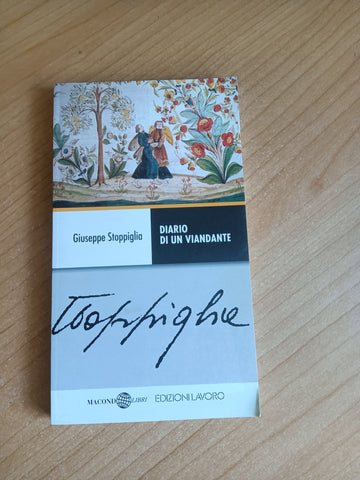 Giuseppe Stoppiglia
DIARIO
DI UN VIANDANTE
Stoppiglia
MACONDO LIBRI
EDIZIONI LAVORO